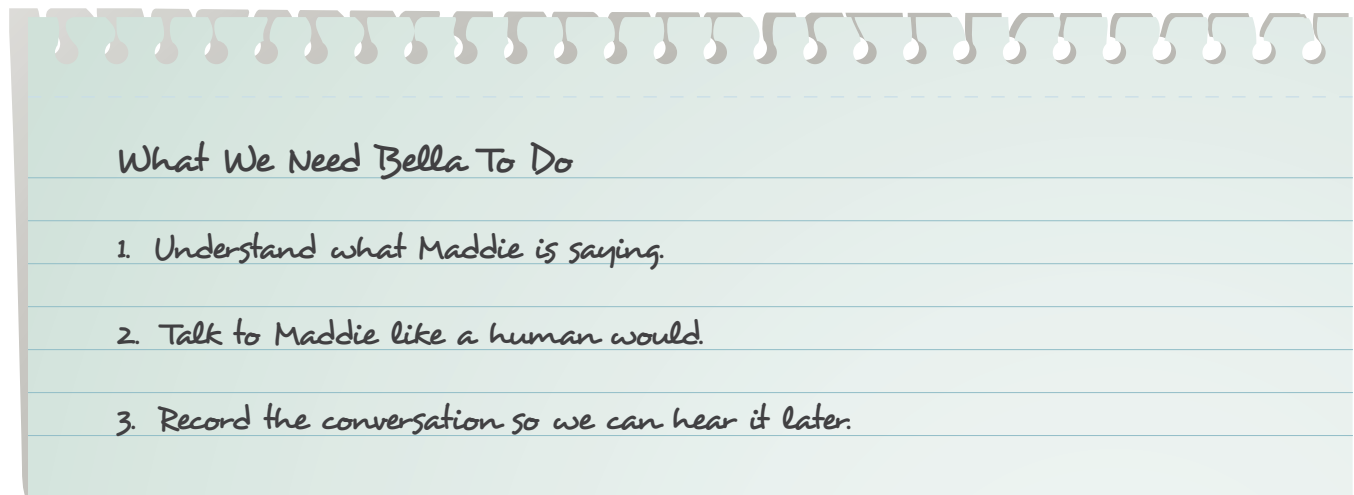 What We Need Bella To Do
1. Understand what Maddie is saying.
2. Talk to Maddie like a human would.
3. Record the conversation so we can hear it later.